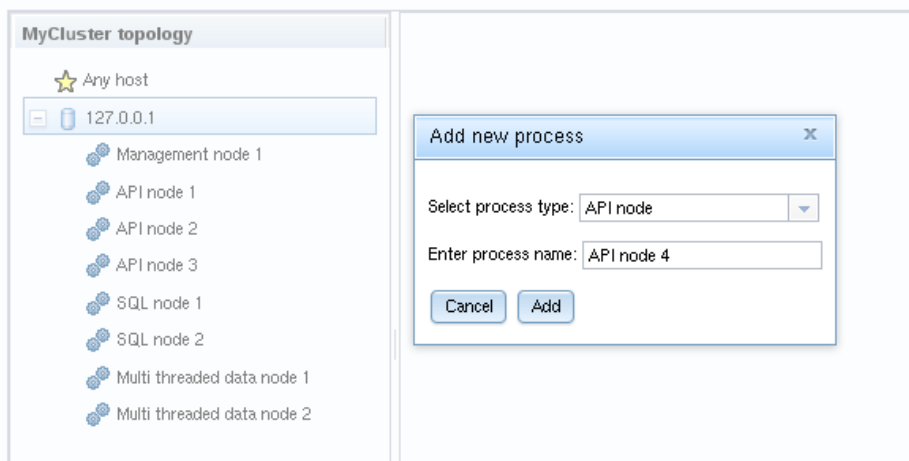 MyCluster topology
Any host
127.0.0.1
Management node 1
API node 1
API node 2
API node 3
SQL node 1
SQL node 2
Multi threaded data node 1
Multi threaded data node 2
Add new process x
Select process type: API node
Enter process name: API node 4
Cancel Add